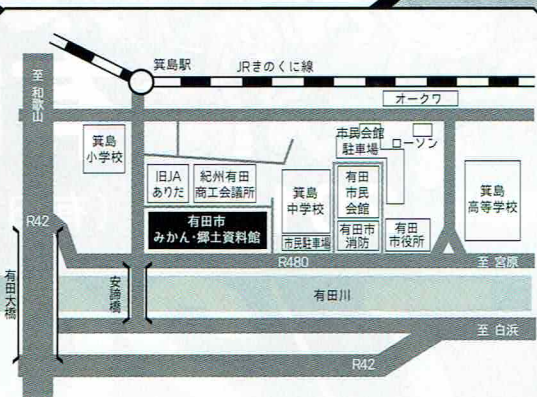 箕島駅
JRきのくに線
至 和歌山
オークワ
箕島
小学校
市民会館
駐車場
ローソン
旧JA
ありだ
紀州有田
商工会議所
箕島
中学校
有田
市民
会館
箕島
高等学校
有田市
みかん・郷土資料館
市民駐車場
有田市
消防
有田
市役所
R42
R480
至 宮原
有田大橋
安諦橋
有田川
至 白浜
R42